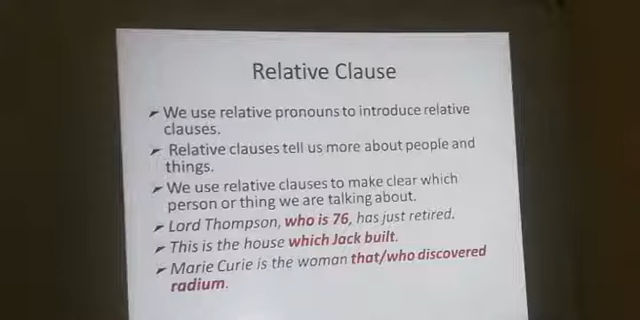 Relative Clause
➢ We use relative pronouns to introduce relative
clauses.
➢ Relative clauses tell us more about people and
things.
➢ We use relative clauses to make clear which
person or thing we are talking about.
➢ Lord Thompson, who is 76, has just retired.
➢ This is the house which Jack built.
➢ Marie Curie is the woman that/who discovered
radium.